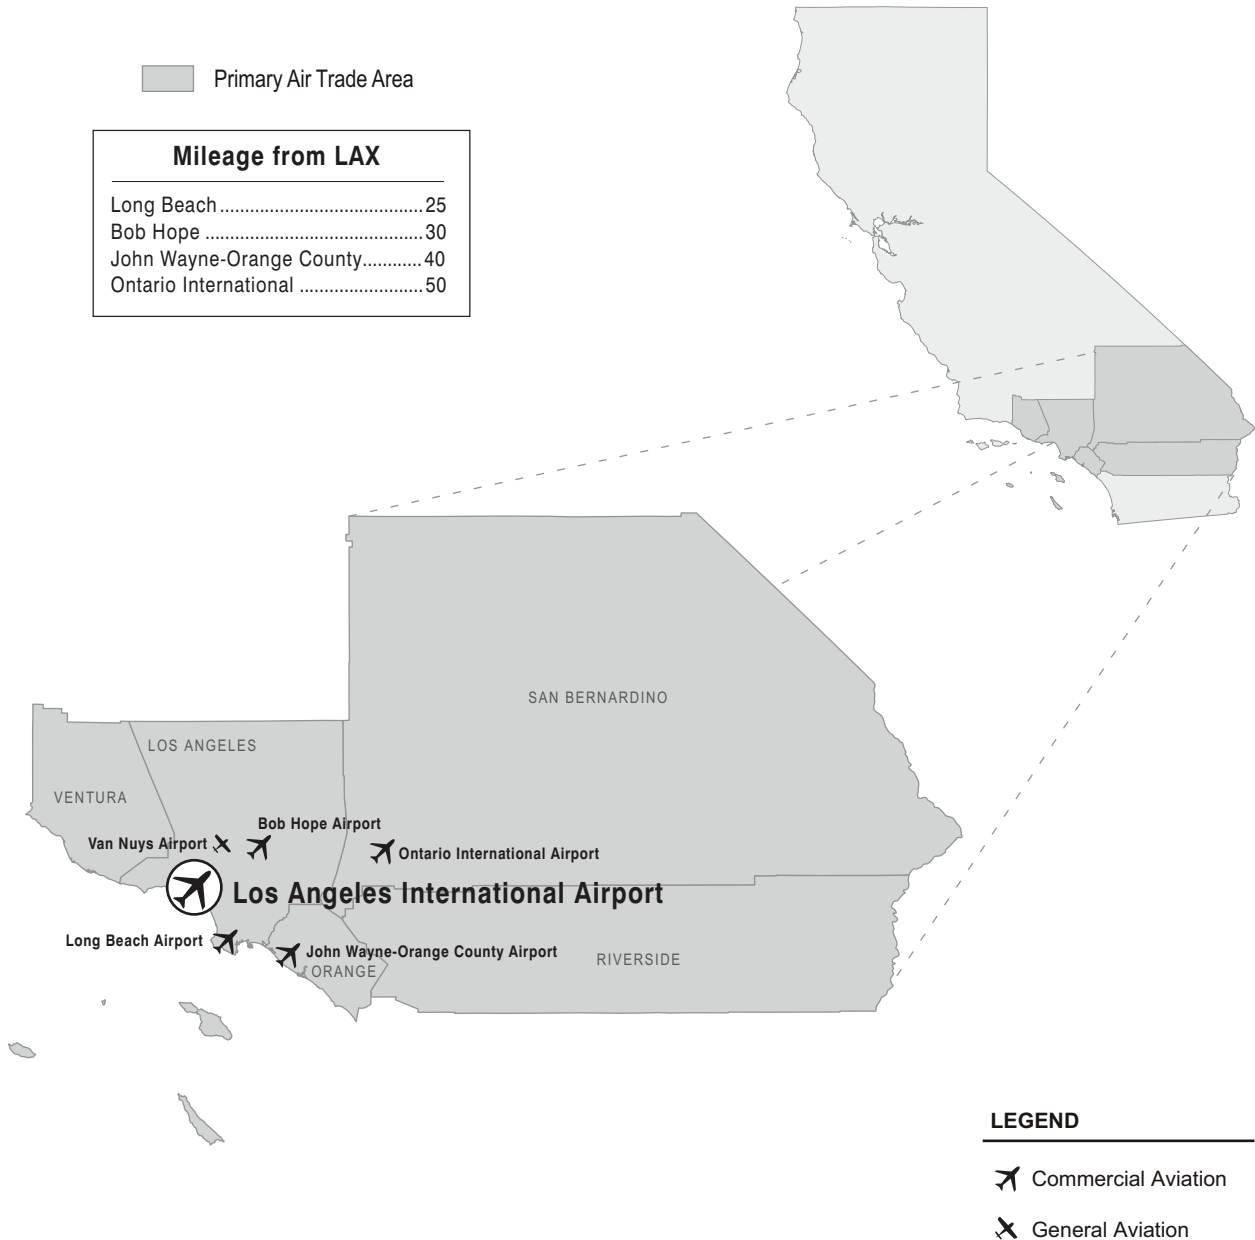 Primary Air Trade Area
Mileage from LAX
Long Beach.........................................25
Bob Hope ............................................30
John Wayne-Orange County............40
Ontario International .........................50
SAN BERNARDINO
LOS ANGELES
VENTURA
Bob Hope Airport
Van Nuys Airport
Ontario International Airport
Los Angeles International Airport
Long Beach Airport
John Wayne-Orange County Airport
RIVERSIDE
ORANGE
LEGEND
Commercial Aviation
General Aviation